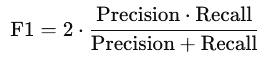 F1 = 2 · Precision · Recall / Precision + Recall